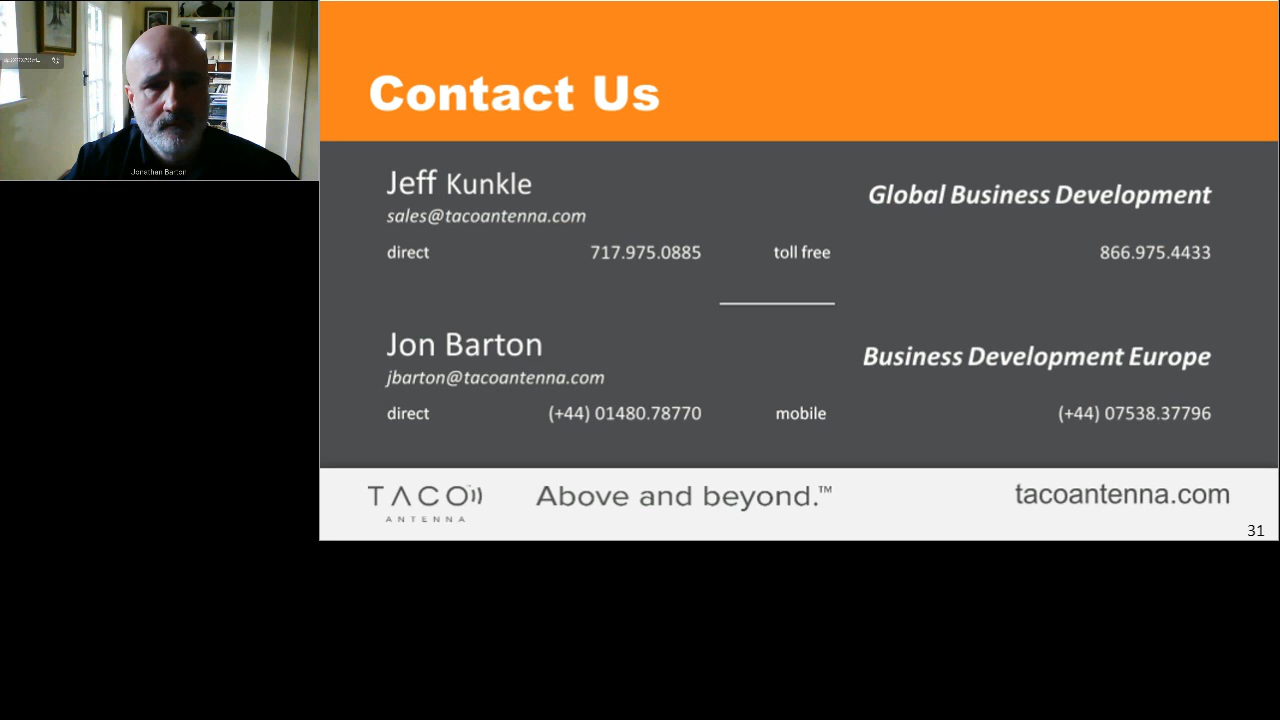 Jonathan Barton
Contact Us
Jeff Kunkle
Global Business Development
sales@tacoantenna.com
direct 717.975.0885 toll free 866.975.4433
Jon Barton
Business Development Europe
jbarton@tacoantenna.com
direct (+44) 01480.78770 mobile (+44) 07538.37796
TACO
ANTENNA
Above and beyond.™
tacoantenna.com
31